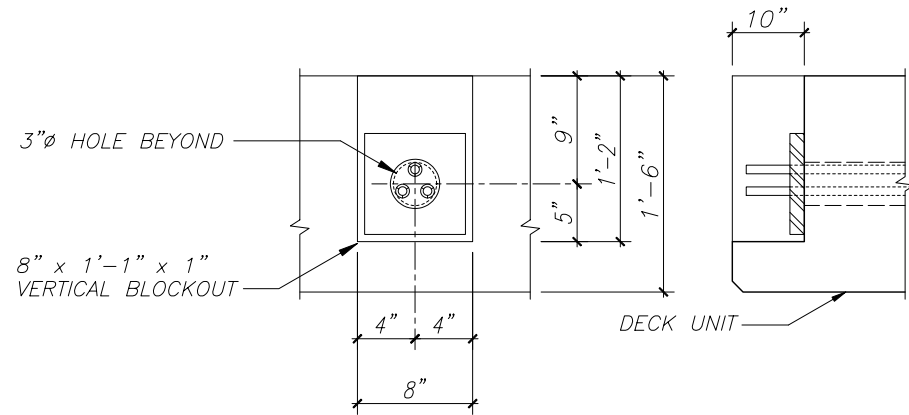 10"
3"ø HOLE BEYOND
9"
1'-2"
1'-6"
5"
8" x 1'-1" x 1"
VERTICAL BLOCKOUT
4"
4"
8"
DECK UNIT